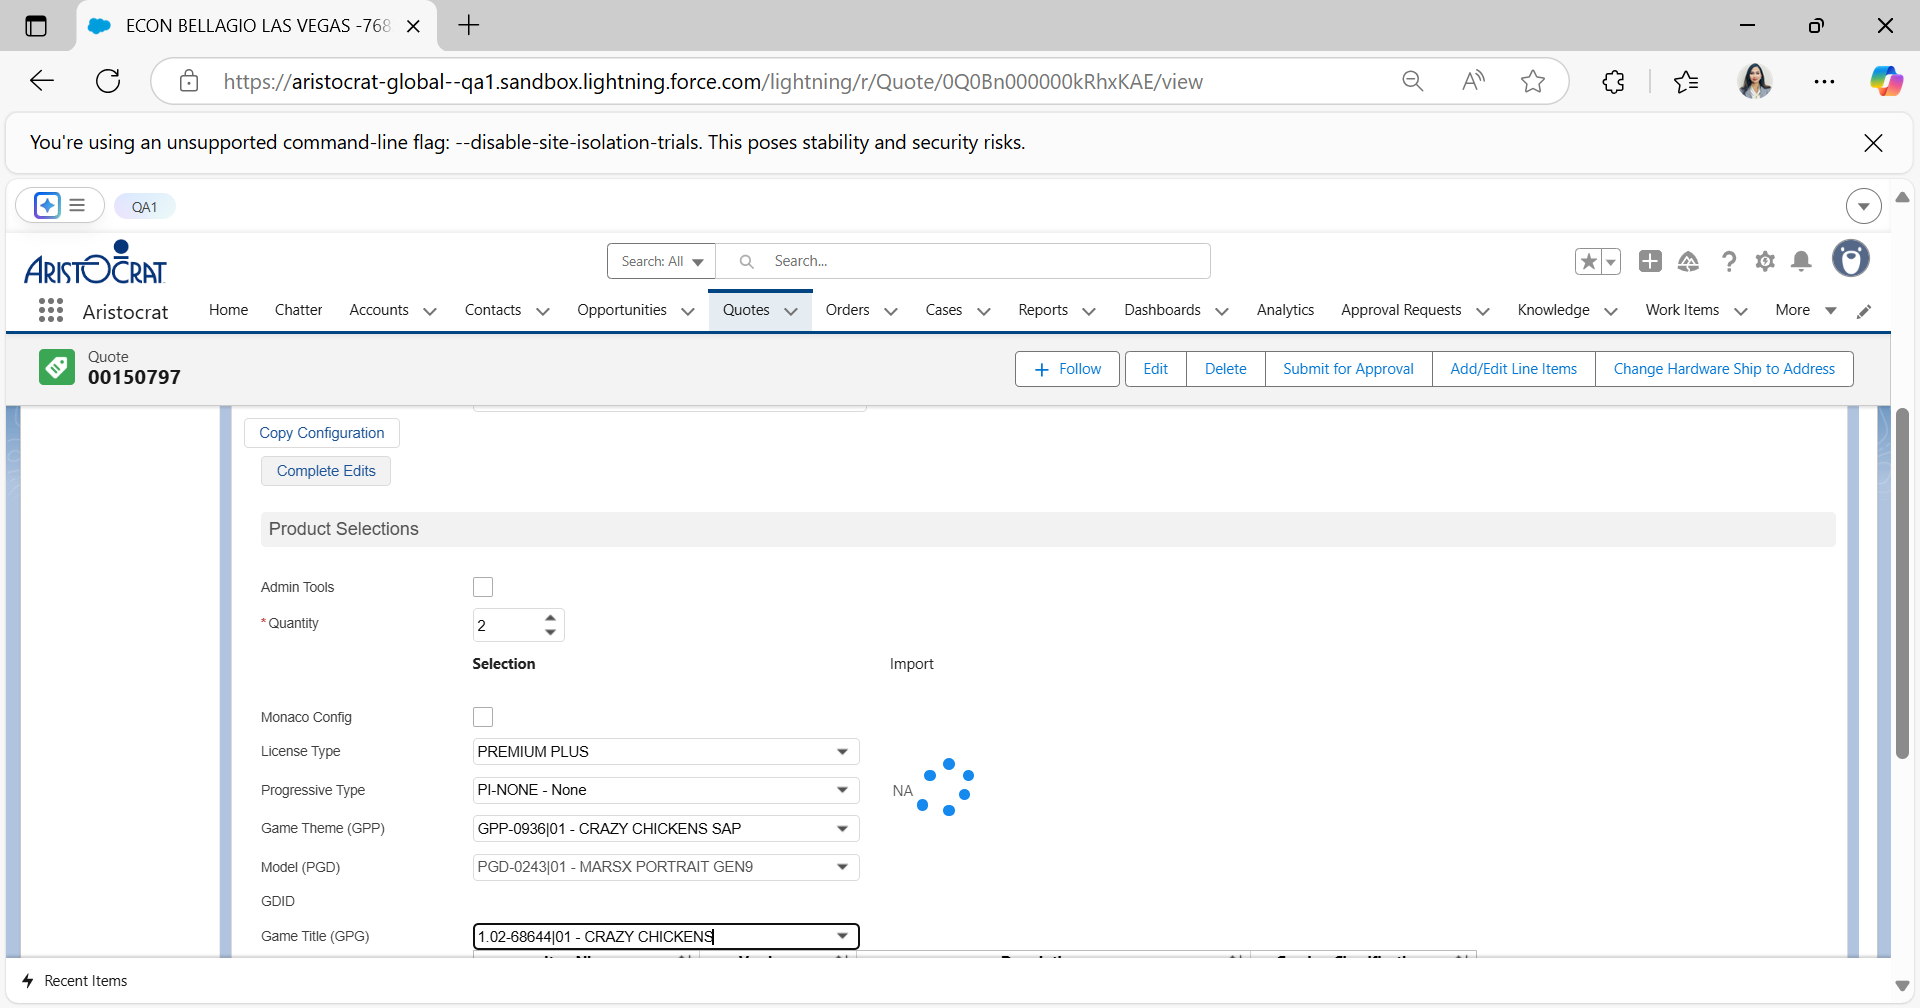 ECON BELLAGIO LAS VEGAS -768
https://aristocrat-global--qa1.sandbox.lightning.force.com/lightning/r/Quote/0Q0Bn000000kRhxKAE/view
You're using an unsupported command-line flag: --disable-site-isolation-trials. This poses stability and security risks.
QA1
ARISTOCRAT
Search: All
Search...
Aristocrat
Home Chatter Accounts Contacts Opportunities Quotes Orders Cases Reports Dashboards Analytics Approval Requests Knowledge Work Items More
Quote
00150797
Follow Edit Delete Submit for Approval Add/Edit Line Items Change Hardware Ship to Address
Copy Configuration
Complete Edits
Product Selections
Admin Tools
*Quantity 2
Selection Import
Monaco Config
License Type PREMIUM PLUS
Progressive Type PI-NONE - None NA
Game Theme (GPP) GPP-0936|01 - CRAZY CHICKENS SAP
Model (PGD) PGD-0243|01 - MARSX PORTRAIT GEN9
GDID
Game Title (GPG) 1.02-68644|01 - CRAZY CHICKENS
Recent Items